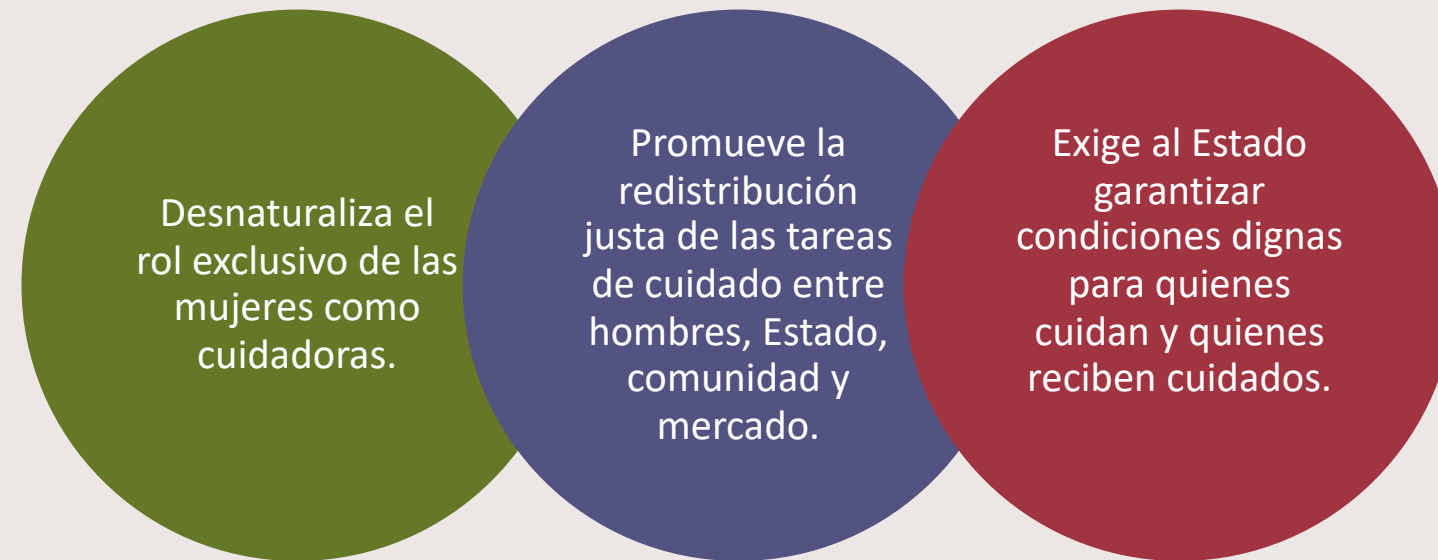 Desnaturaliza el
rol exclusivo de las
mujeres como
cuidadoras.
Promueve la
redistribución
justa de las tareas
de cuidado entre
hombres, Estado,
comunidad y
mercado.
Exige al Estado
garantizar
condiciones dignas
para quienes
cuidan y quienes
reciben cuidados.